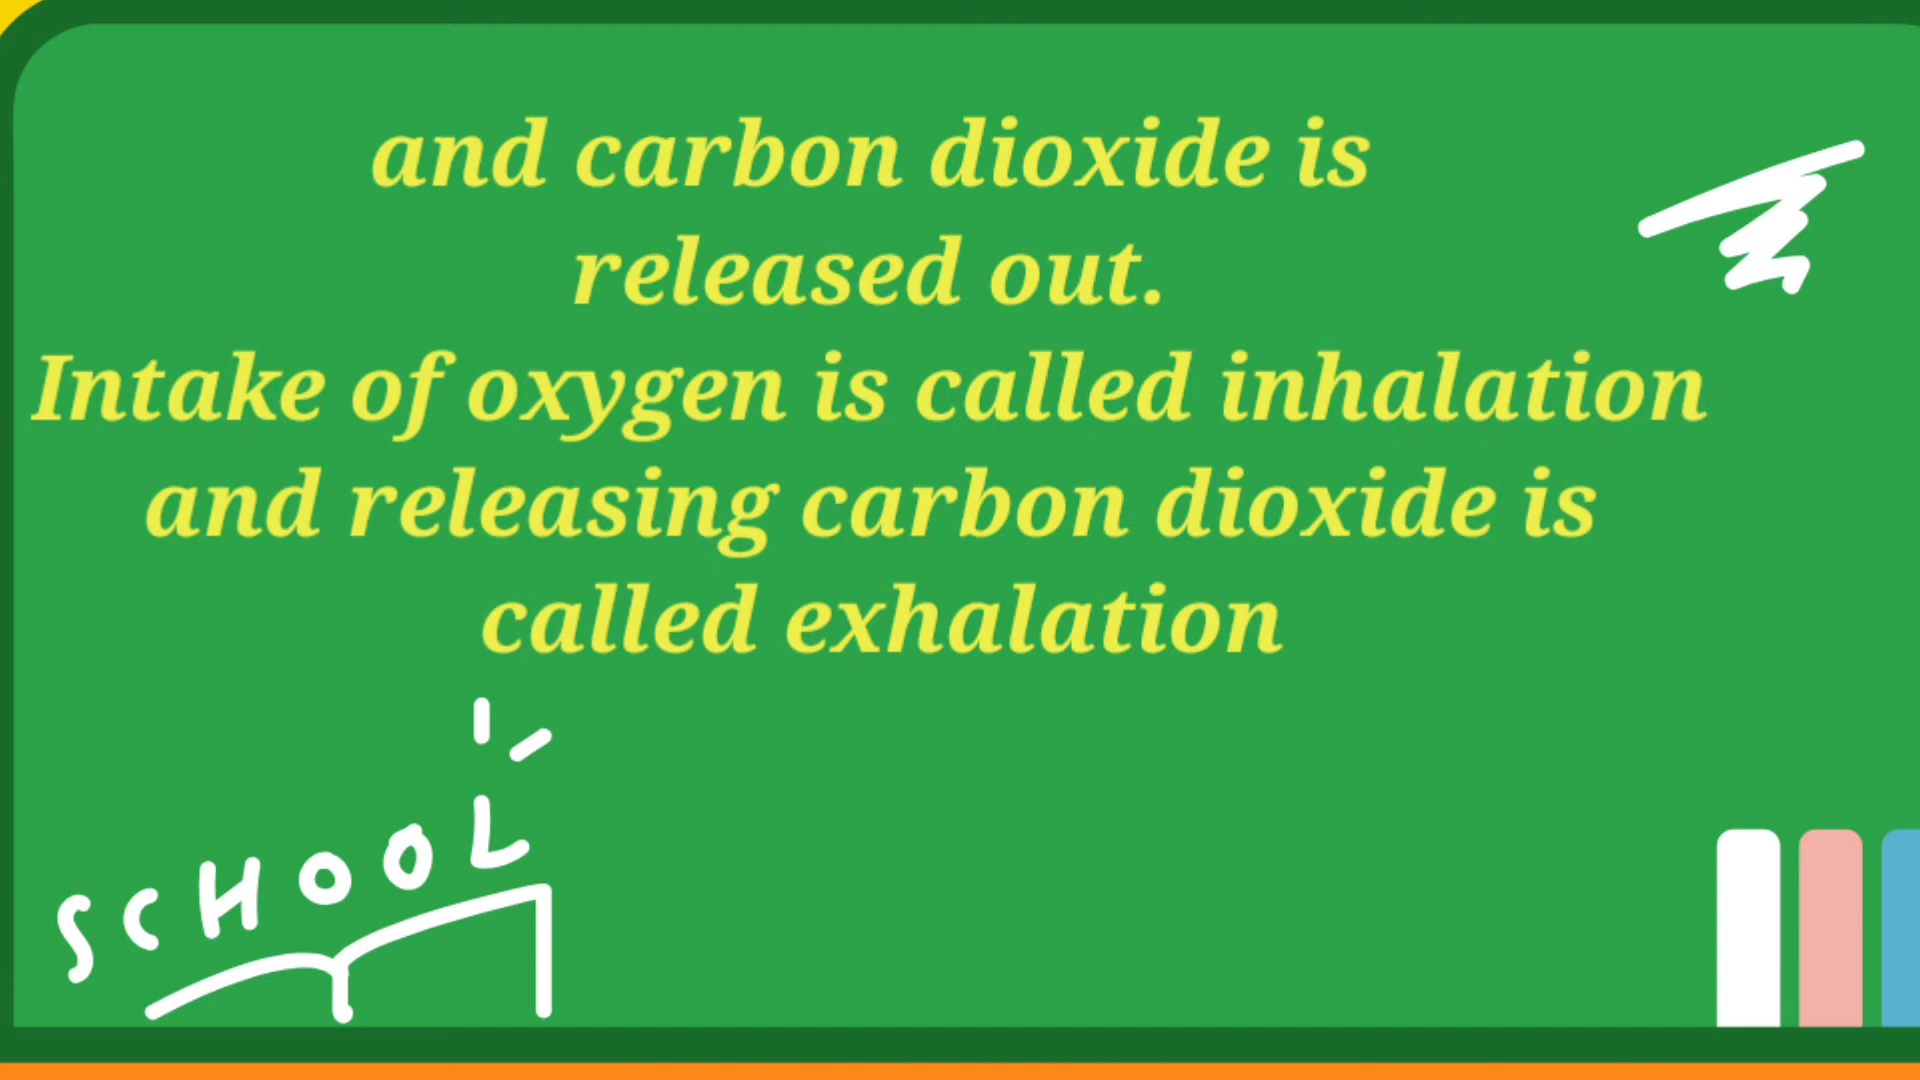 and carbon dioxide is
released out.
Intake of oxygen is called inhalation
and releasing carbon dioxide is
called exhalation
SCHOOL